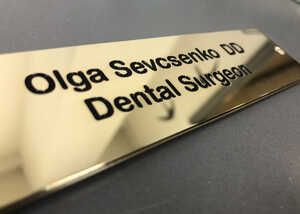 Olga Sevcsenko DD
Dental Surgeon